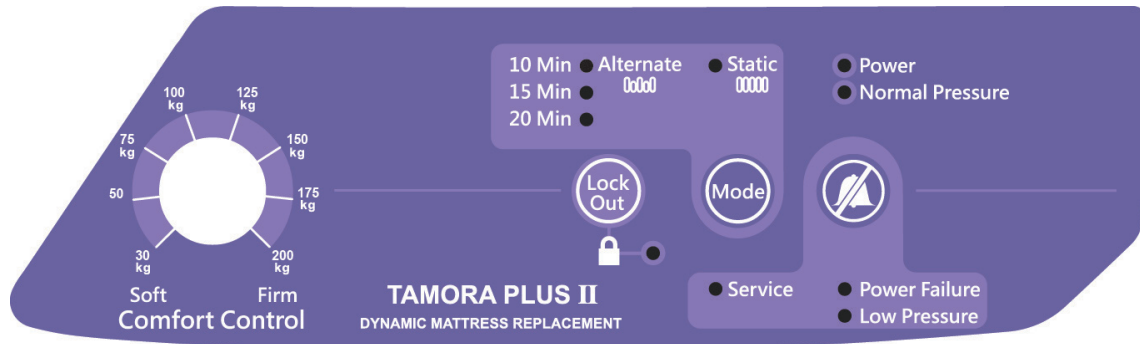 100
kg
125
kg
75
kg
150
kg
50
175
kg
30
kg
200
kg
Soft
Firm
Comfort Control
10 Min
Alternate
Static
15 Min
20 Min
Power
Normal Pressure
Lock
Out
Mode
TAMORA PLUS II
DYNAMIC MATTRESS REPLACEMENT
Service
Power Failure
Low Pressure